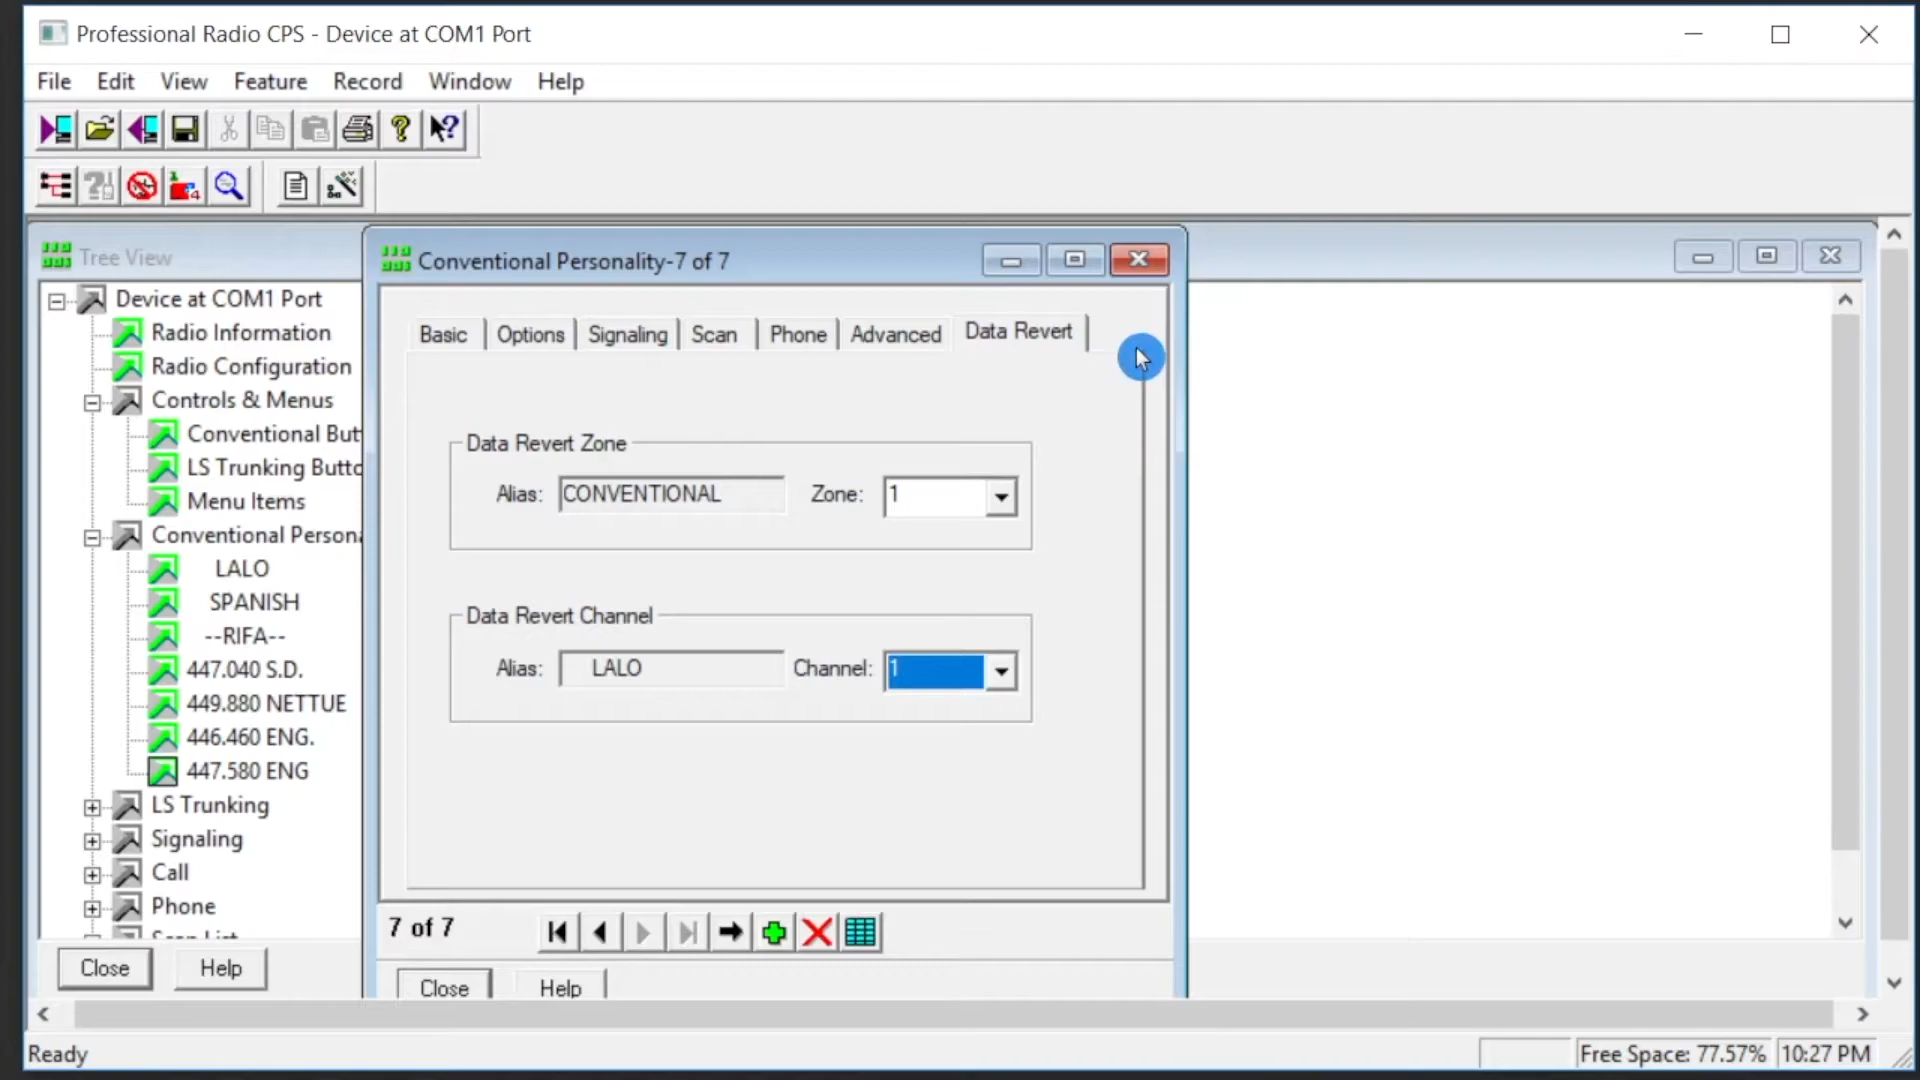 Professional Radio CPS - Device at COM1 Port
File Edit View Feature Record Window Help
Tree View
Device at COM1 Port
Radio Information
Radio Configuration
Controls & Menus
Conventional But
LS Trunking Butto
Menu Items
Conventional Persona
LALO
SPANISH
--RIFA--
447.040 S.D.
449.880 NETTUE
446.460 ENG.
447.580 ENG
LS Trunking
Signaling
Call
Phone
Scan List
Close Help
Conventional Personality-7 of 7
Basic Options Signaling Scan Phone Advanced Data Revert
Data Revert Zone
Alias: CONVENTIONAL Zone: 1
Data Revert Channel
Alias: LALO Channel: 1
7 of 7
Close Help
Ready Free Space: 77.57% 10:27 PM